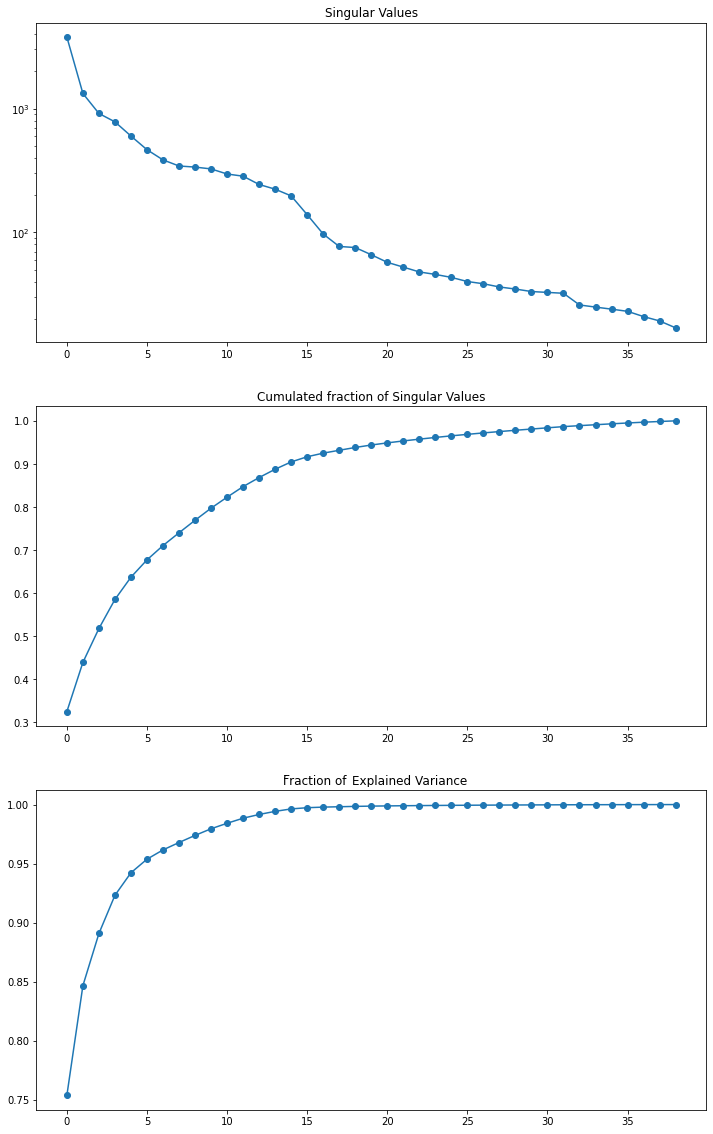 Singular Values
10³
10²
0 5 10 15 20 25 30 35
Cumulated fraction of Singular Values
1.0
0.9
0.8
0.7
0.6
0.5
0.4
0.3
0 5 10 15 20 25 30 35
Fraction of Explained Variance
1.00
0.95
0.90
0.85
0.80
0.75
0 5 10 15 20 25 30 35